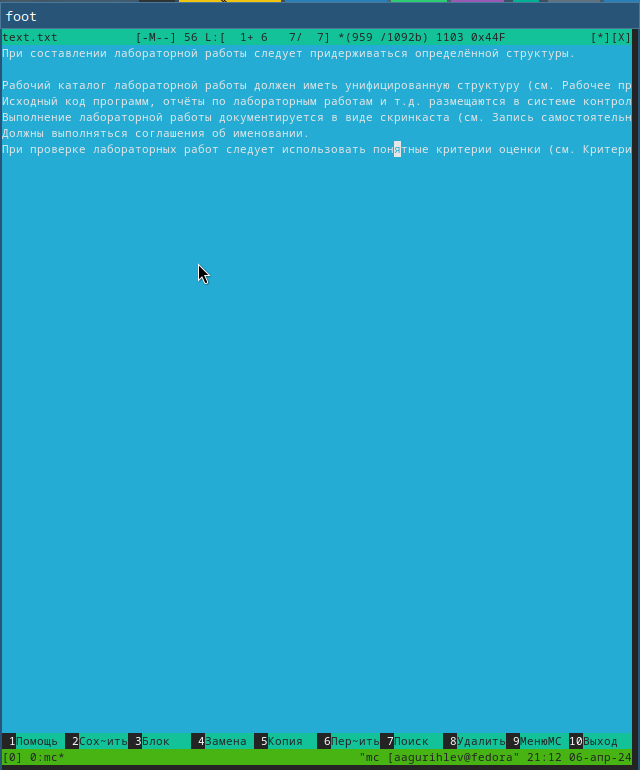 foot
text.txt [-M--] 56 L:[ 1+ 6 7/ 7] *(959 /1092b) 1103 0x44F [*][X]
При составлении лабораторной работы следует придерживаться определённой структуры.
Рабочий каталог лабораторной работы должен иметь унифицированную структуру (см. Рабочее пр
Исходный код программ, отчёты по лабораторным работам и т.д. размещаются в системе контрол
Выполнение лабораторной работы документируется в виде скринкаста (см. Запись самостоятельн
Должны выполняться соглашения об именовании.
При проверке лабораторных работ следует использовать понятные критерии оценки (см. Критери
1Помощь 2Сох~ить 3Блок 4Замена 5Копия 6Пер~ить 7Поиск 8Удалить 9МенюMC 10Выход
[0] 0:mc* "mc [aagurihlev@fedora" 21:12 06-апр-24